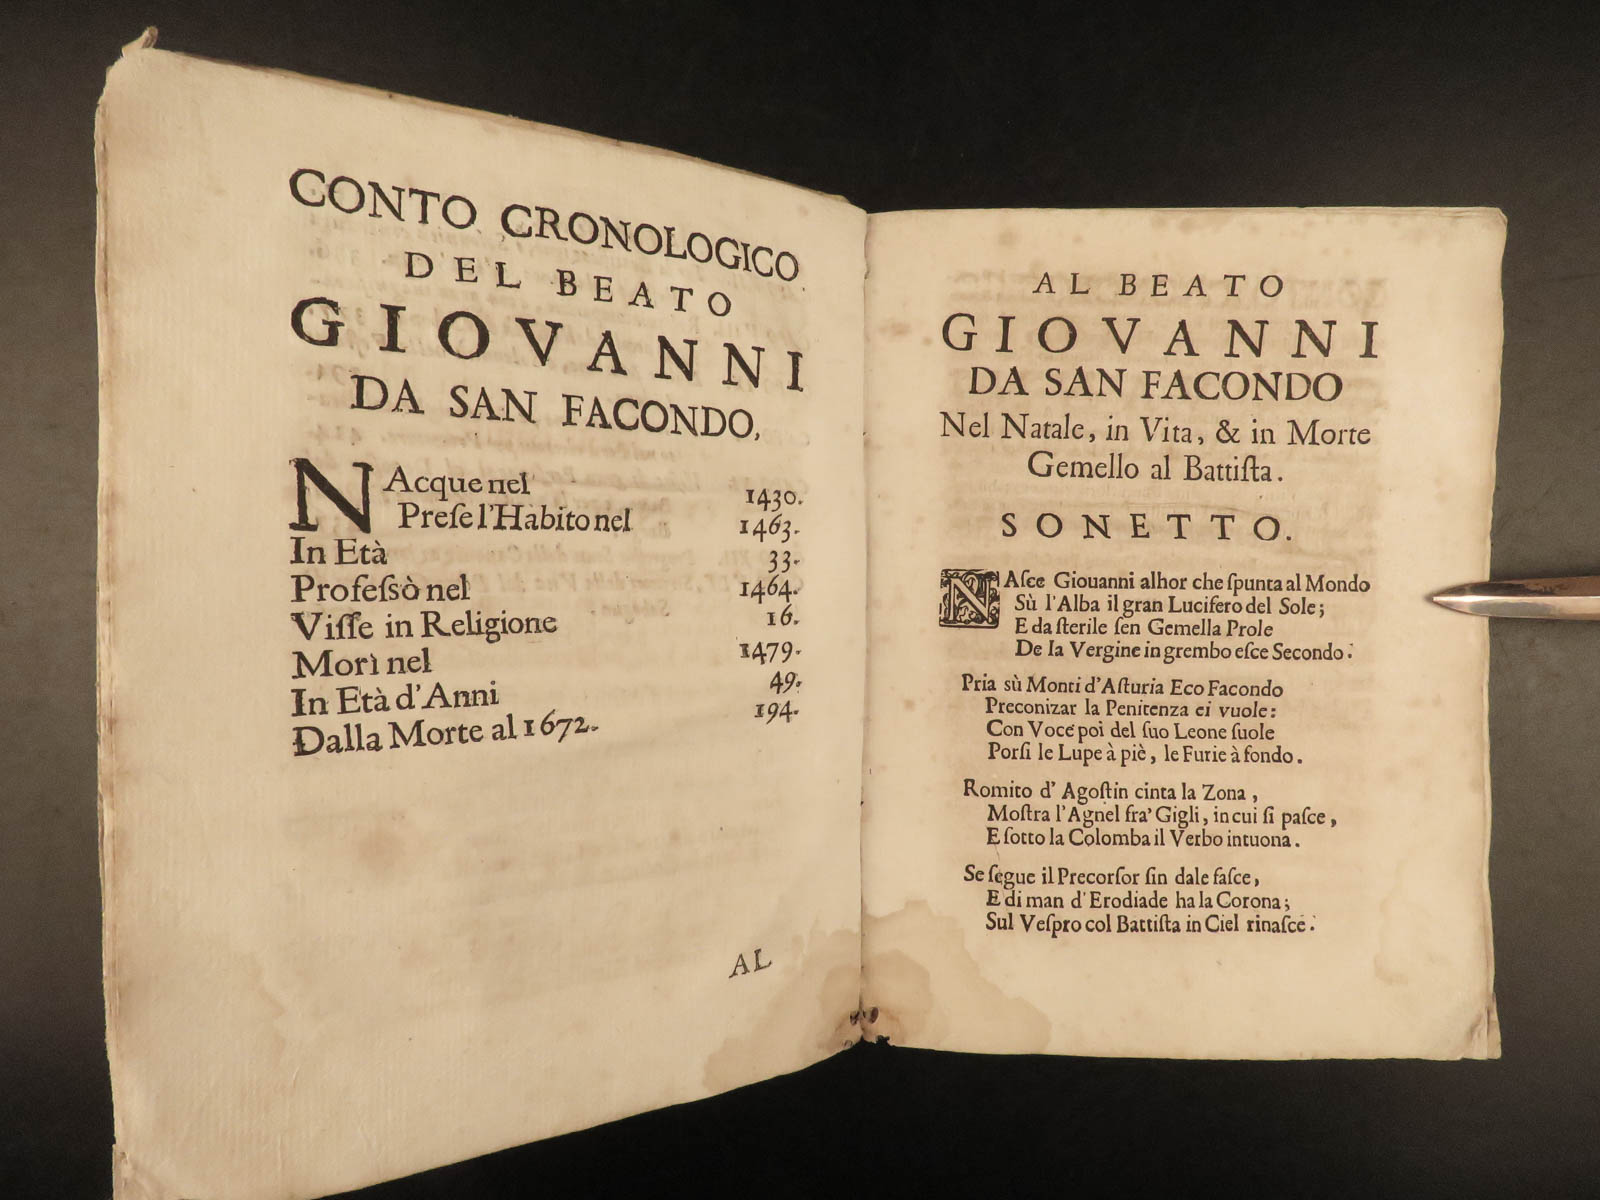 CONTO CRONOLOGICO
DEL BEATO
GIOVANNI
DA SAN FACONDO.
NAcque nel 1430.
Preſe l'Habito nel 1463.
In Età 33.
Profeſsò nel 1464.
Viſſe in Religione 16.
Morì nel 1479.
In Età d'Anni 49.
Dalla Morte al 1672. 194.
AL
AL BEATO
GIOVANNI
DA SAN FACONDO
Nel Natale, in Vita, & in Morte
Gemello al Battiſta.
SONETTO.
NAſce Giouanni alhor che ſpunta al Mondo
Sù l'Alba il gran Lucifero del Sole;
E da ſterile ſen Gemella Prole
De la Vergine in grembo eſce Secondo.
Pria sù Monti d'Aſturia Eco Facondo
Preconizar la Penitenza ei vuole:
Con Voce poi del ſuo Leone ſuole
Porſi le Lupe à piè, le Furie à fondo.
Romito d' Agoſtin cinta la Zona,
Moſtra l'Agnel fra' Gigli, in cui ſi paſce,
E ſotto la Colomba il Verbo intuona.
Se ſegue il Precorſor ſin dale faſce,
E di man d'Erodiade ha la Corona;
Sul Veſpro col Battiſta in Ciel rinaſce.